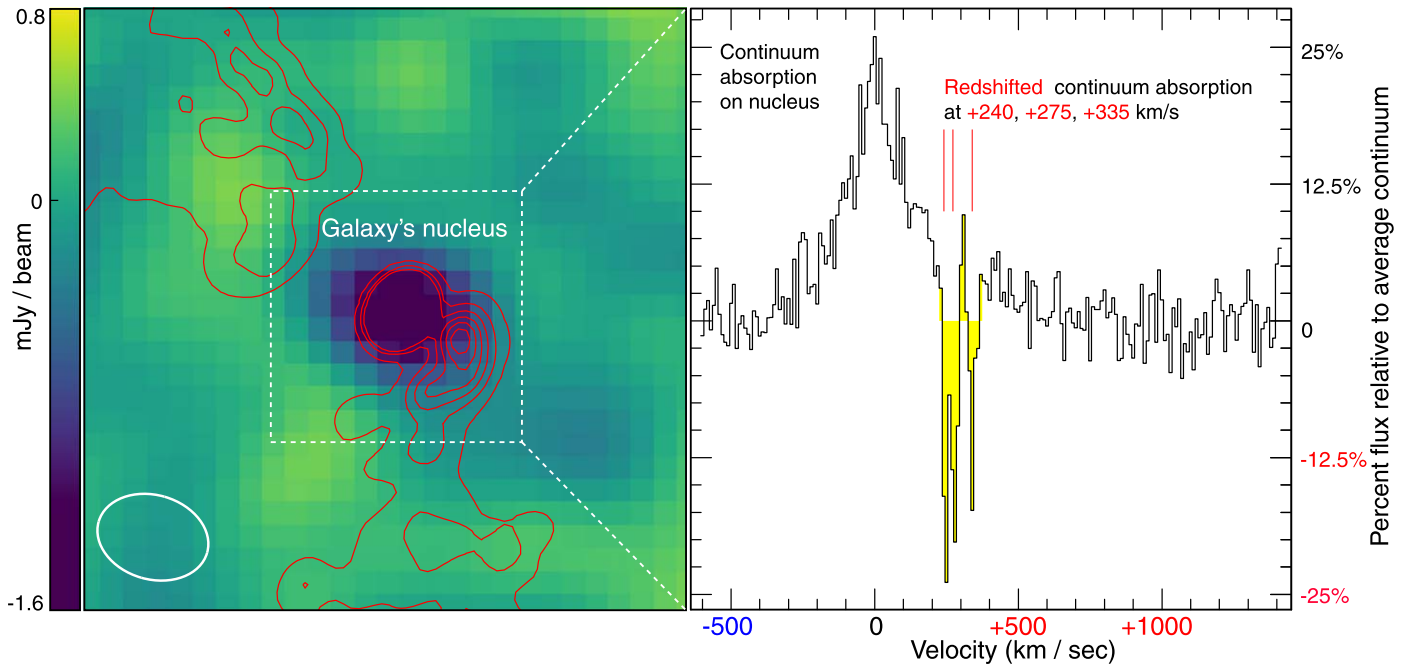 0.8
0
-1.6
mJy / beam
Galaxy's nucleus
Continuum
absorption
on nucleus
Redshifted continuum absorption
at +240, +275, +335 km/s
25%
12.5%
0
-12.5%
-25%
Percent flux relative to average continuum
-500 0 +500 +1000
Velocity (km / sec)